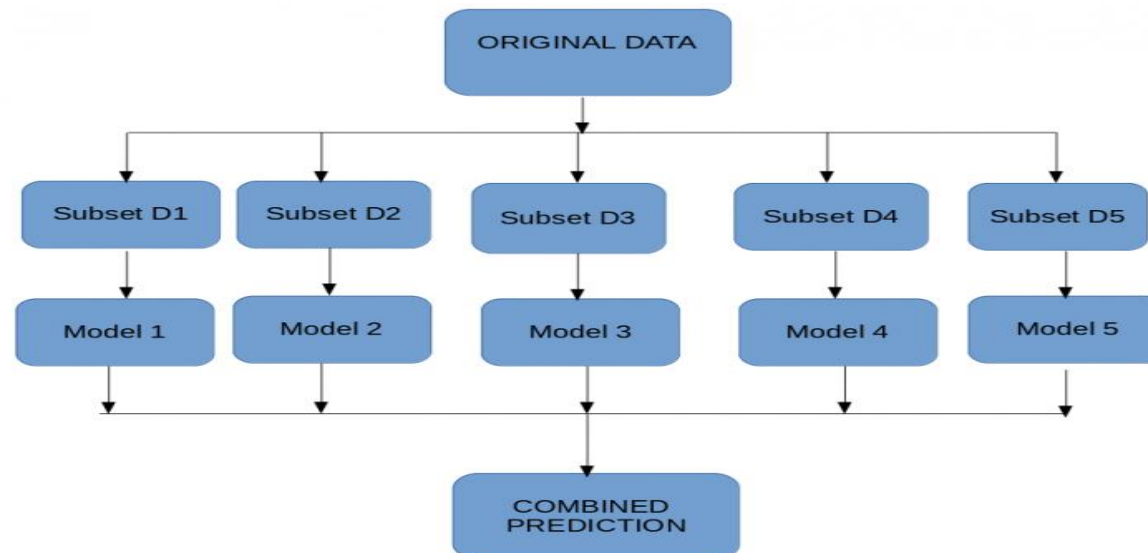 ORIGINAL DATA
Subset D1
Subset D2
Subset D3
Subset D4
Subset D5
Model 1
Model 2
Model 3
Model 4
Model 5
COMBINED
PREDICTION